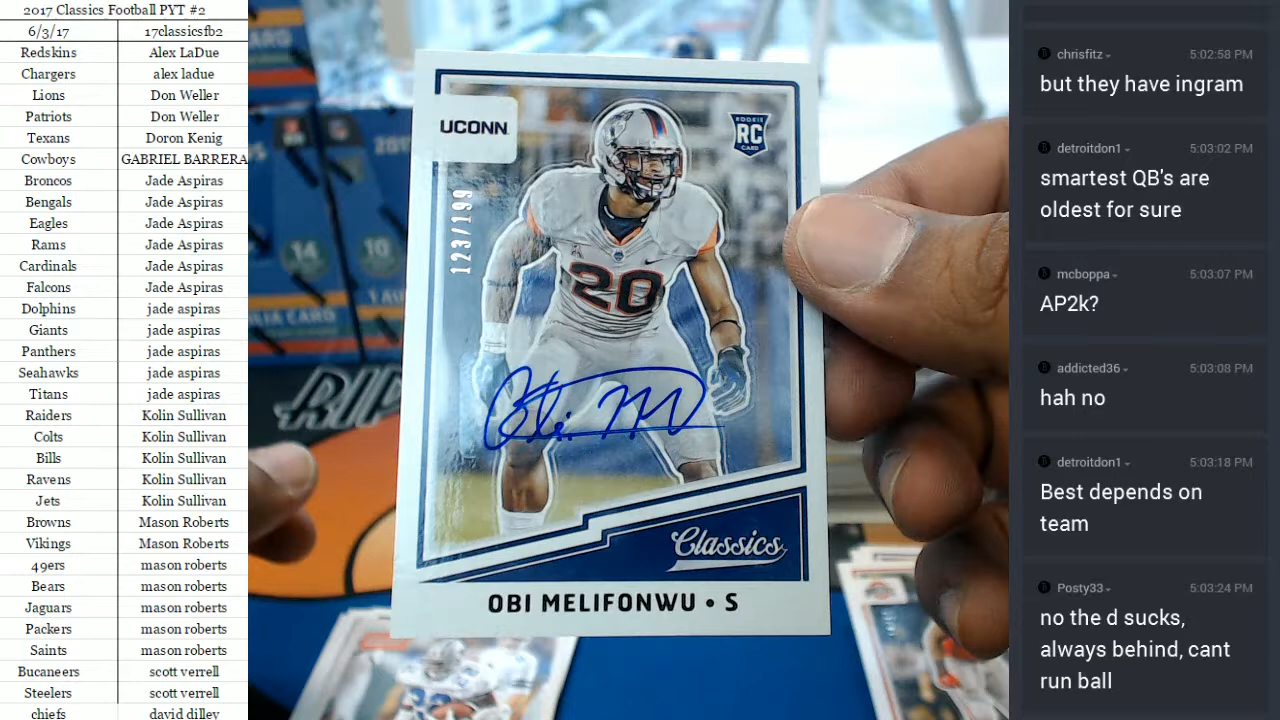 2017 Classics Football PYT #2
6/3/17 17classicsfb2
Redskins Alex LaDue
Chargers alex ladue
Lions Don Weller
Patriots Don Weller
Texans Doron Kenig
Cowboys GABRIEL BARRERA
Broncos Jade Aspiras
Bengals Jade Aspiras
Eagles Jade Aspiras
Rams Jade Aspiras
Cardinals Jade Aspiras
Falcons Jade Aspiras
Dolphins jade aspiras
Giants jade aspiras
Panthers jade aspiras
Seahawks jade aspiras
Titans jade aspiras
Raiders Kolin Sullivan
Colts Kolin Sullivan
Bills Kolin Sullivan
Ravens Kolin Sullivan
Jets Kolin Sullivan
Browns Mason Roberts
Vikings Mason Roberts
49ers mason roberts
Bears mason roberts
Jaguars mason roberts
Packers mason roberts
Saints mason roberts
Bucaneers scott verrell
Steelers scott verrell
chiefs david dilley
UCONN
ROOKIE
RC
CARD
123/199
20
Classics
OBI MELIFONWU • S
14
10
RIP
chrisfitz 5:02:58 PM
but they have ingram
detroitdon1 5:03:02 PM
smartest QB's are
oldest for sure
mcboppa 5:03:07 PM
AP2k?
addicted36 5:03:08 PM
hah no
detroitdon1 5:03:18 PM
Best depends on
team
Posty33 5:03:24 PM
no the d sucks,
always behind, cant
run ball